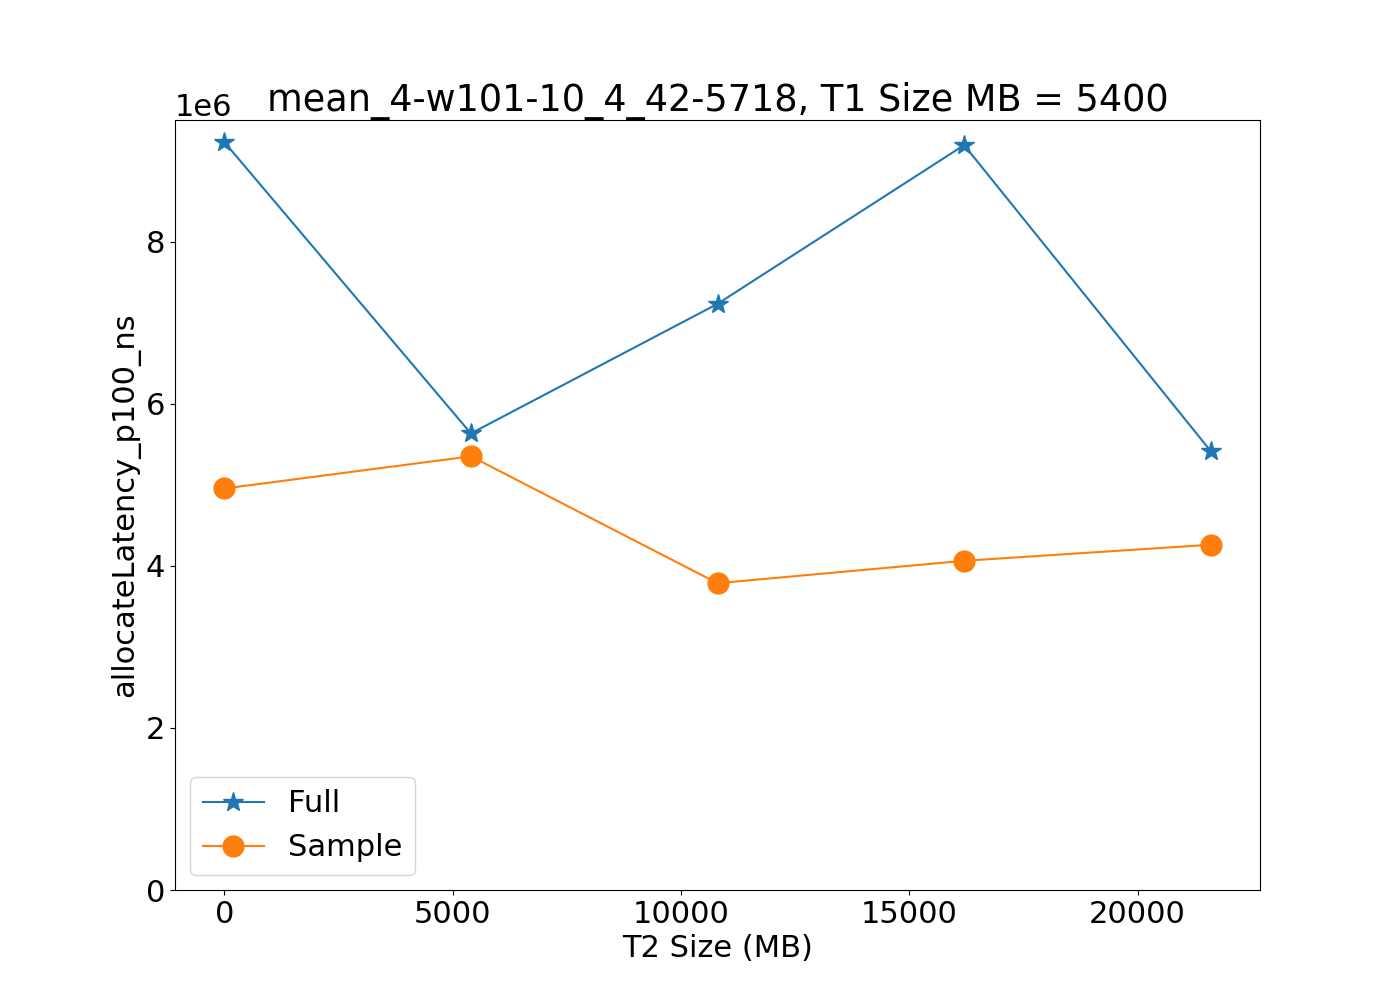 1e6
mean_4-w101-10_4_42-5718, T1 Size MB = 5400
allocateLatency_p100_ns
8
6
4
2
0
Full
Sample
0 5000 10000 15000 20000
T2 Size (MB)